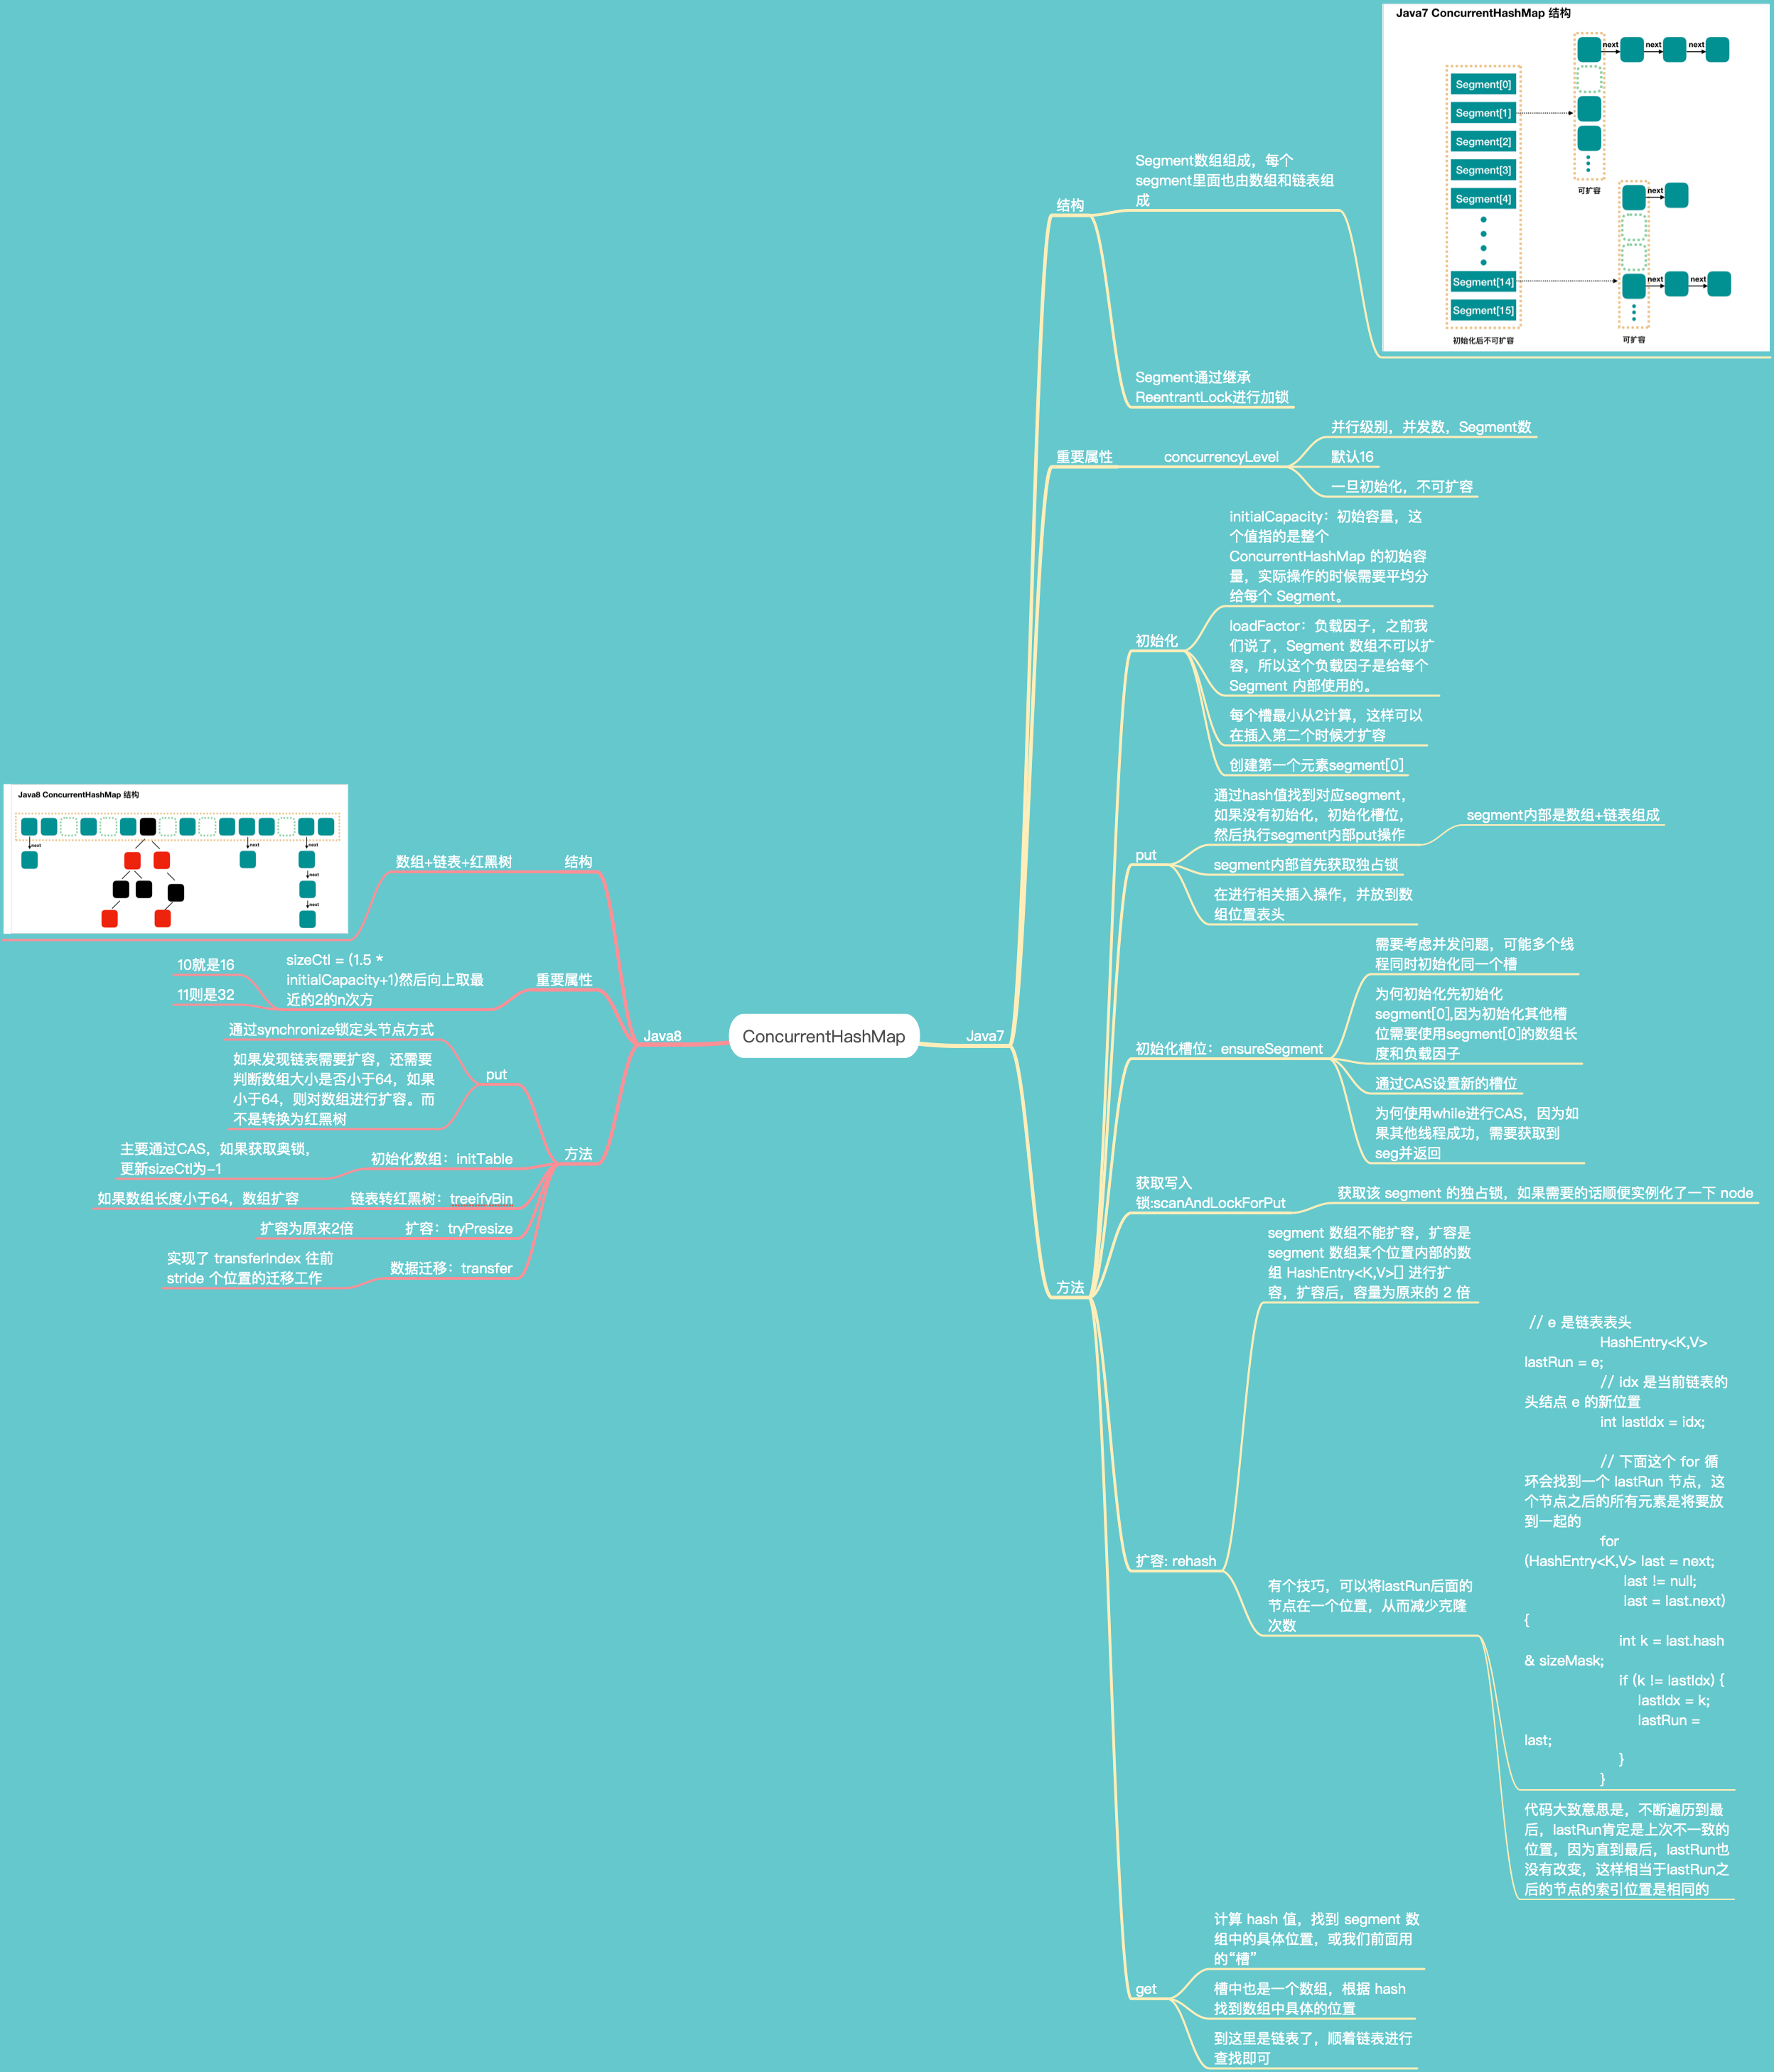 ConcurrentHashMap
Java7
结构
Segment数组组成，每个
segment里面也由数组和链表组
成
Java7 ConcurrentHashMap 结构
Segment[0]
Segment[1]
Segment[2]
Segment[3]
Segment[4]
Segment[14]
Segment[15]
初始化后不可扩容
next
next
next
可扩容
next
next
next
可扩容
Segment通过继承
ReentrantLock进行加锁
重要属性
concurrencyLevel
并行级别，并发数，Segment数
默认16
一旦初始化，不可扩容
方法
初始化
initialCapacity：初始容量，这
个值指的是整个
ConcurrentHashMap 的初始容
量，实际操作的时候需要平均分
给每个 Segment。
loadFactor：负载因子，之前我
们说了，Segment 数组不可以扩
容，所以这个负载因子是给每个
Segment 内部使用的。
每个槽最小从2计算，这样可以
在插入第二个时候才扩容
创建第一个元素segment[0]
put
通过hash值找到对应segment，
如果没有初始化，初始化槽位，
然后执行segment内部put操作
segment内部是数组+链表组成
segment内部首先获取独占锁
在进行相关插入操作，并放到数
组位置表头
初始化槽位：ensureSegment
需要考虑并发问题，可能多个线
程同时初始化同一个槽
为何初始化先初始化
segment[0],因为初始化其他槽
位需要使用segment[0]的数组长
度和负载因子
通过CAS设置新的槽位
为何使用while进行CAS，因为如
果其他线程成功，需要获取到
seg并返回
获取写入
锁:scanAndLockForPut
获取该 segment 的独占锁，如果需要的话顺便实例化了一下 node
扩容: rehash
segment 数组不能扩容，扩容是
segment 数组某个位置内部的数
组 HashEntry<K,V>[] 进行扩
容，扩容后，容量为原来的 2 倍
有个技巧，可以将lastRun后面的
节点在一个位置，从而减少克隆
次数
// e 是链表表头
HashEntry<K,V>
lastRun = e;
// idx 是当前链表的
头结点 e 的新位置
int lastIdx = idx;
// 下面这个 for 循
环会找到一个 lastRun 节点，这
个节点之后的所有元素是将要放
到一起的
for
(HashEntry<K,V> last = next;
last != null;
last = last.next)
{
int k = last.hash
& sizeMask;
if (k != lastIdx) {
lastIdx = k;
lastRun =
last;
}
}
代码大致意思是，不断遍历到最
后，lastRun肯定是上次不一致的
位置，因为直到最后，lastRun也
没有改变，这样相当于lastRun之
后的节点的索引位置是相同的
get
计算 hash 值，找到 segment 数
组中的具体位置，或我们前面用
的“槽”
槽中也是一个数组，根据 hash
找到数组中具体的位置
到这里是链表了，顺着链表进行
查找即可
Java8
结构
数组+链表+红黑树
Java8 ConcurrentHashMap 结构
next
next
next
next
next
重要属性
sizeCtl = (1.5 *
initialCapacity+1)然后向上取最
近的2的n次方
10就是16
11则是32
方法
put
通过synchronize锁定头节点方式
如果发现链表需要扩容，还需要
判断数组大小是否小于64，如果
小于64，则对数组进行扩容。而
不是转换为红黑树
初始化数组：initTable
主要通过CAS，如果获取奥锁，
更新sizeCtl为-1
链表转红黑树：treeifyBin
如果数组长度小于64，数组扩容
扩容：tryPresize
扩容为原来2倍
数据迁移：transfer
实现了 transferIndex 往前
stride 个位置的迁移工作